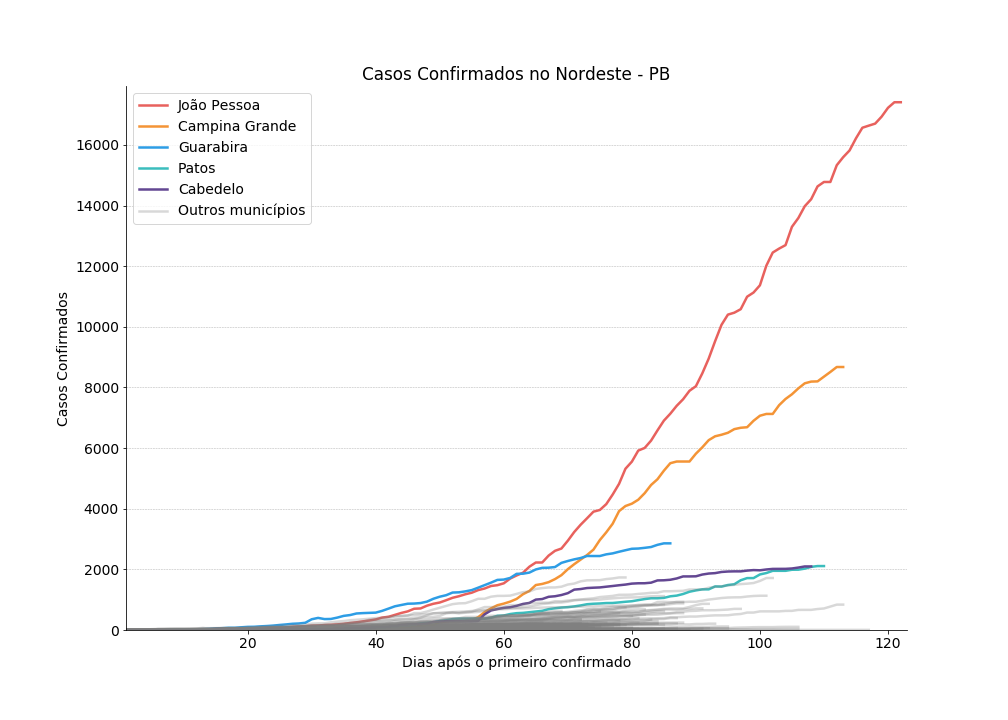 Casos Confirmados no Nordeste - PB
João Pessoa
Campina Grande
Guarabira
Patos
Cabedelo
Outros municípios
Casos Confirmados
16000
14000
12000
10000
8000
6000
4000
2000
0
20
40
60
80
100
120
Dias após o primeiro confirmado